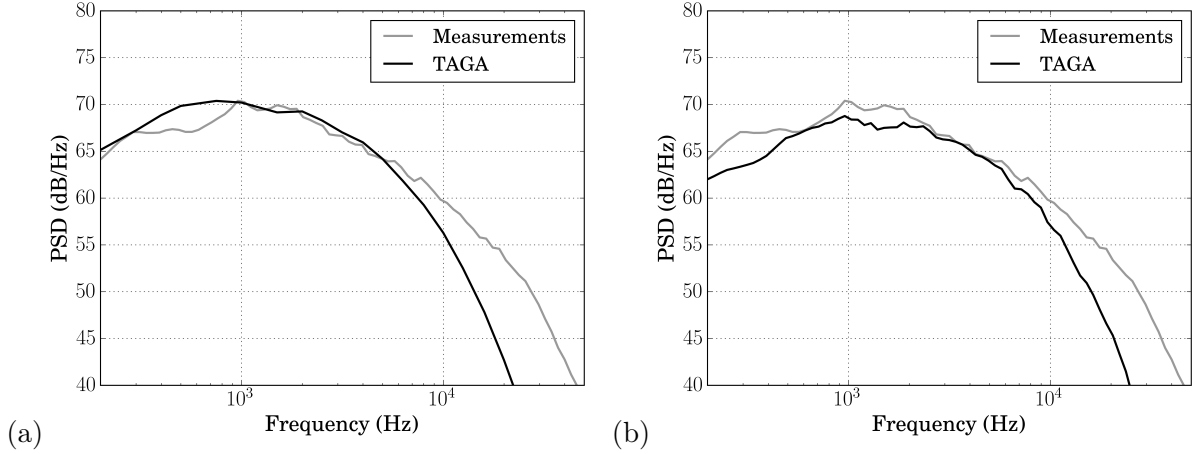 80
75
70
65
60
55
50
45
40
PSD (dB/Hz)
Measurements
TAGA
10³
10⁴
Frequency (Hz)
(a)
80
75
70
65
60
55
50
45
40
PSD (dB/Hz)
Measurements
TAGA
10³
10⁴
Frequency (Hz)
(b)